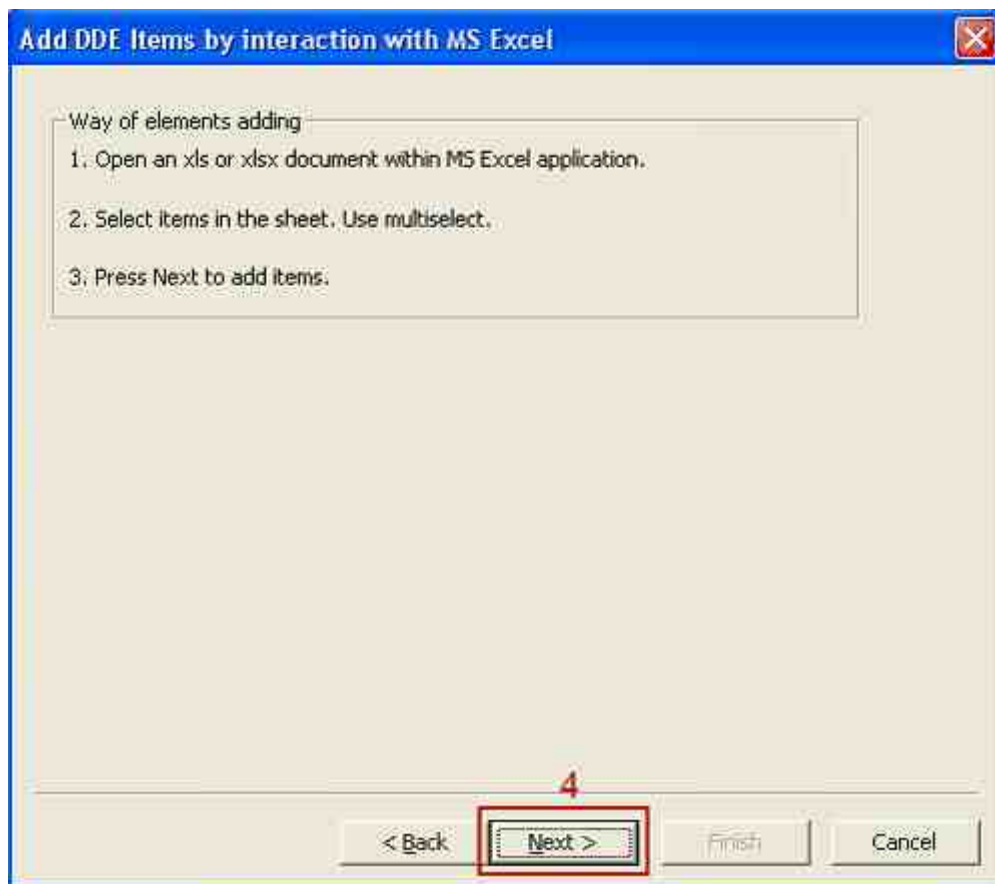 Add DDE Items by interaction with MS Excel
Way of elements adding
1. Open an xls or xlsx document within MS Excel application.
2. Select items in the sheet. Use multiselect.
3. Press Next to add items.
4
< Back Next > Finish Cancel